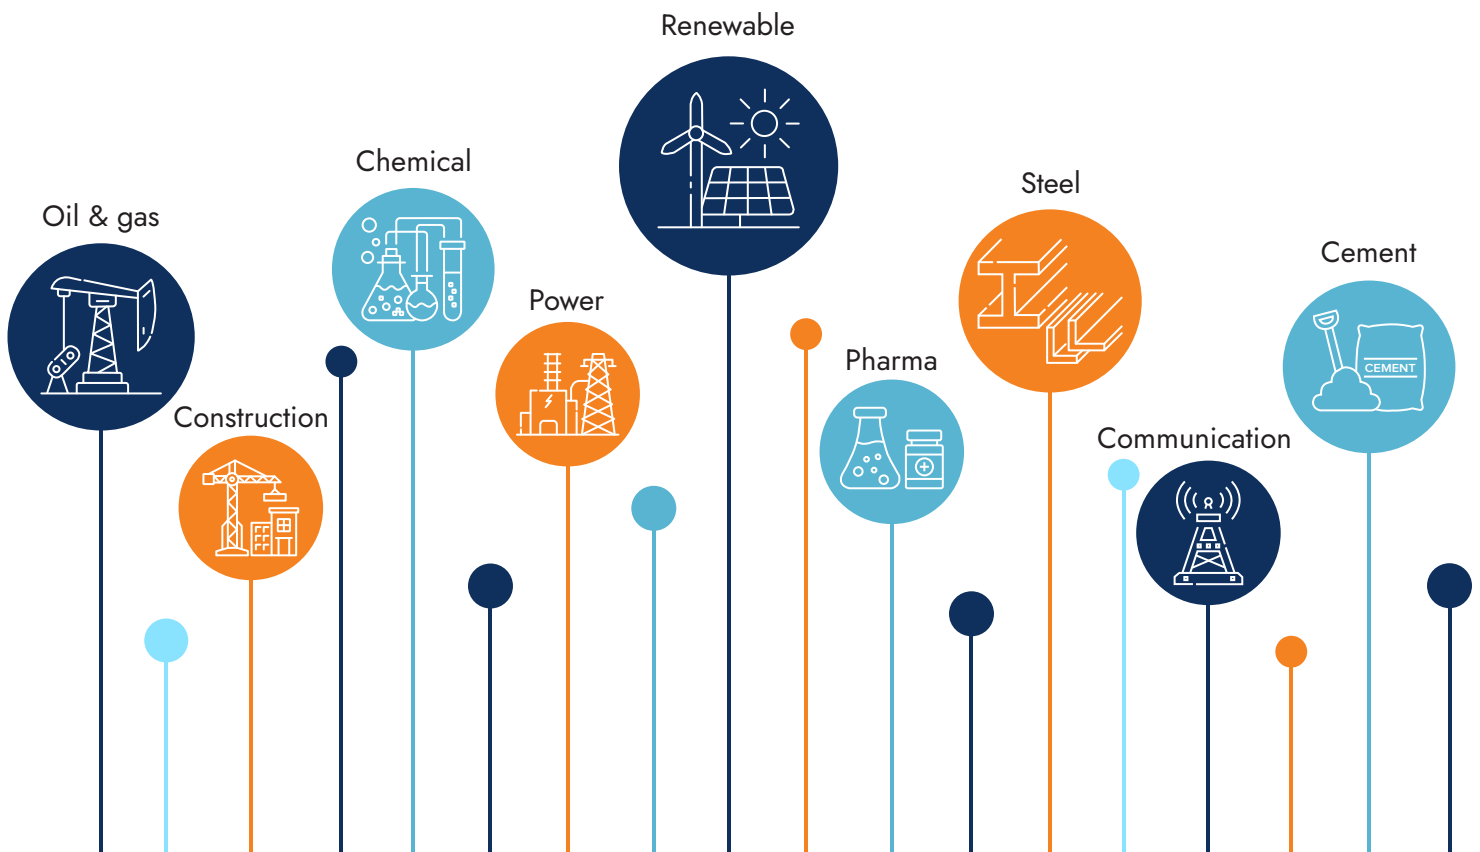 Renewable
Chemical
Steel
Oil & gas
Cement
Power
Pharma
CEMENT
Construction
Communication